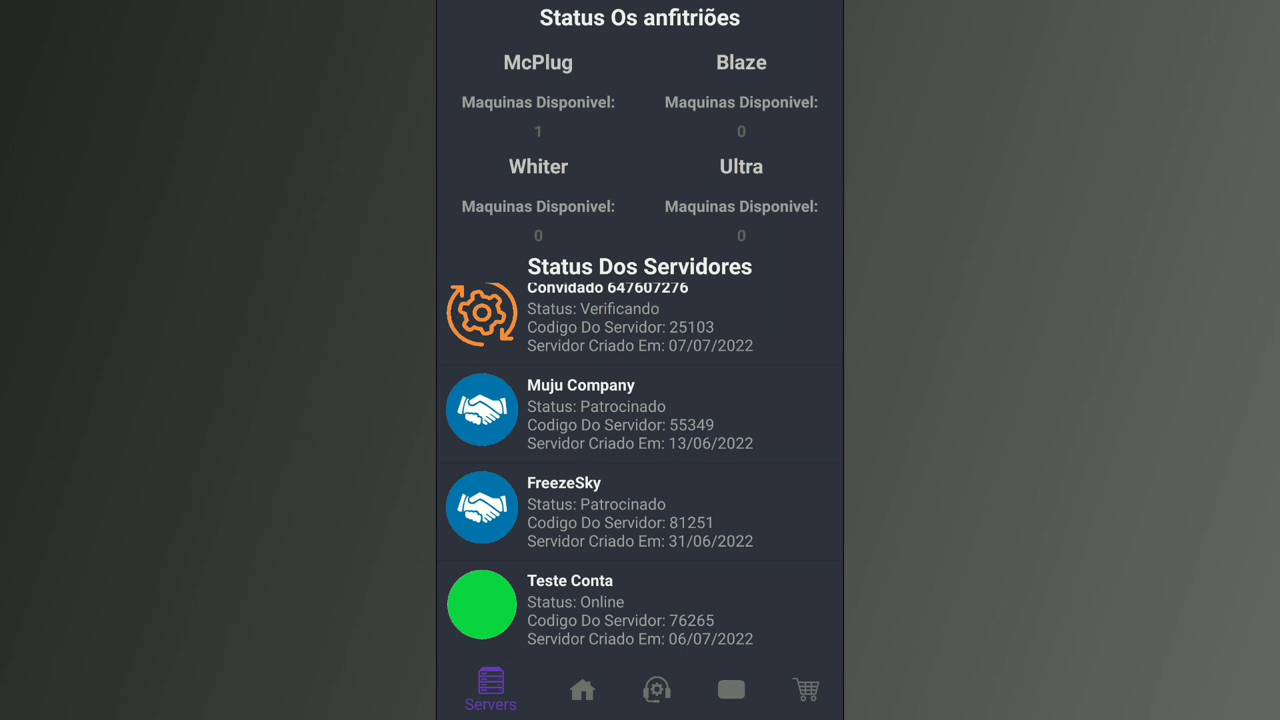 Status Os anfitriões
McPlug
Blaze
Maquinas Disponivel:
Maquinas Disponivel:
1
0
Whiter
Ultra
Maquinas Disponivel:
Maquinas Disponivel:
0
0
Status Dos Servidores
Convidado 647607276
Status: Verificando
Codigo Do Servidor: 25103
Servidor Criado Em: 07/07/2022
Muju Company
Status: Patrocinado
Codigo Do Servidor: 55349
Servidor Criado Em: 13/06/2022
FreezeSky
Status: Patrocinado
Codigo Do Servidor: 81251
Servidor Criado Em: 31/06/2022
Teste Conta
Status: Online
Codigo Do Servidor: 76265
Servidor Criado Em: 06/07/2022
Servers